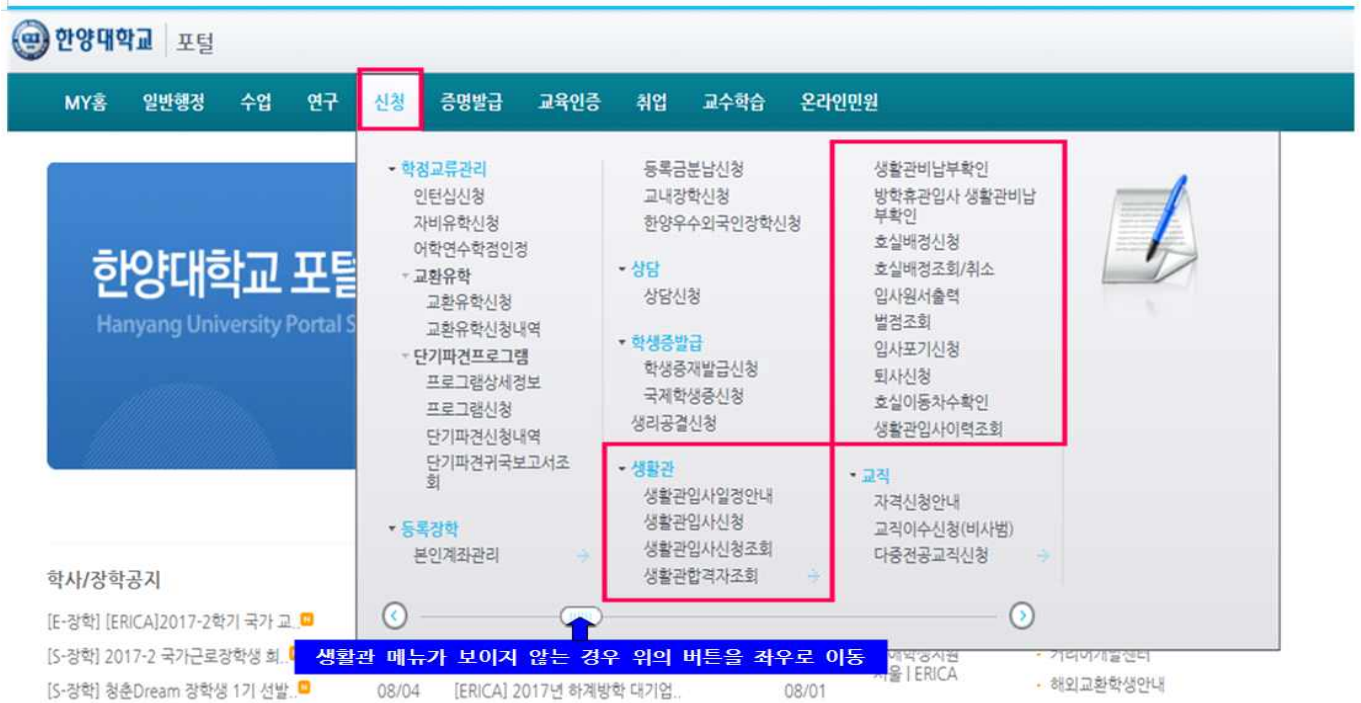 한양대학교 포털
MY홈 일반행정 수업 연구 신청 증명발급 교육인증 취업 교수학습 온라인민원
한양대학교 포털
Hanyang University Portal S
학점교류관리
인턴십신청
자비유학신청
어학연수학점인정
교환유학
교환유학신청
교환유학신청내역
단기파견프로그램
프로그램상세정보
프로그램신청
단기파견신청내역
단기파견귀국보고서조
회
등록장학
본인계좌관리
등록금분납신청
교내장학신청
한양우수외국인장학신청
상담
상담신청
학생증발급
학생증재발급신청
국제학생증신청
생리공결신청
생활관
생활관입사일정안내
생활관입사신청
생활관입사신청조회
생활관합격자조회
생활관비납부확인
방학휴관입사 생활관비납
부확인
호실배정신청
호실배정조회/취소
입사원서출력
벌점조회
입사포기신청
퇴사신청
호실이동차수확인
생활관입사이력조회
교직
자격신청안내
교직이수신청(비사범)
다중전공교직신청
생활관 메뉴가 보이지 않는 경우 위의 버튼을 좌우로 이동
학사/장학공지
[E-장학] [ERICA]2017-2학기 국가 교..
[S-장학] 2017-2 국가근로장학생 희..
[S-장학] 청춘Dream 장학생 1기 선발.. 08/04
[ERICA] 2017년 하계방학 대기업.. 08/01
서울 | ERICA
커리어개발센터
해외교환학생안내